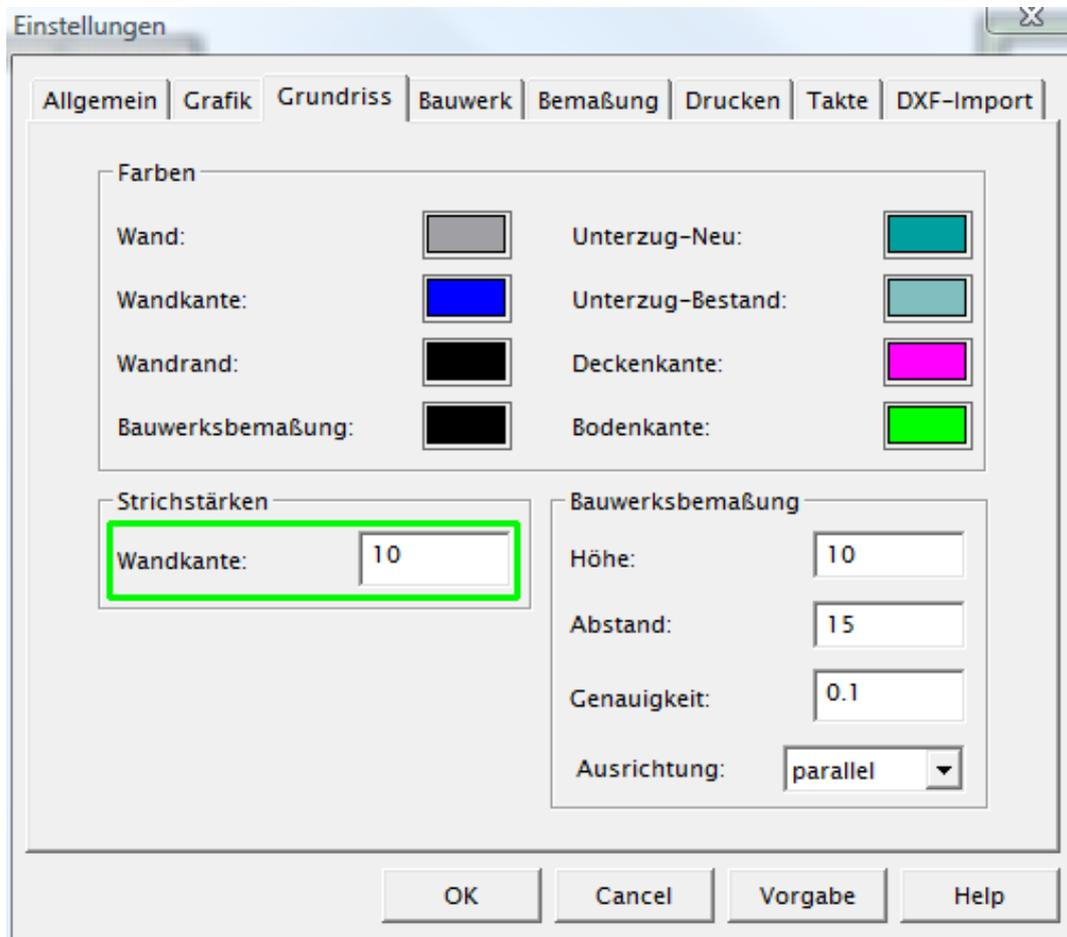 Einstellungen
Allgemein Grafik Grundriss Bauwerk Bemaßung Drucken Takte DXF-Import
Farben
Wand:
Unterzug-Neu:
Wandkante:
Unterzug-Bestand:
Wandrand:
Deckenkante:
Bauwerksbemaßung:
Bodenkante:
Strichstärken
Wandkante: 10
Bauwerksbemaßung
Höhe: 10
Abstand: 15
Genauigkeit: 0.1
Ausrichtung: parallel
OK Cancel Vorgabe Help